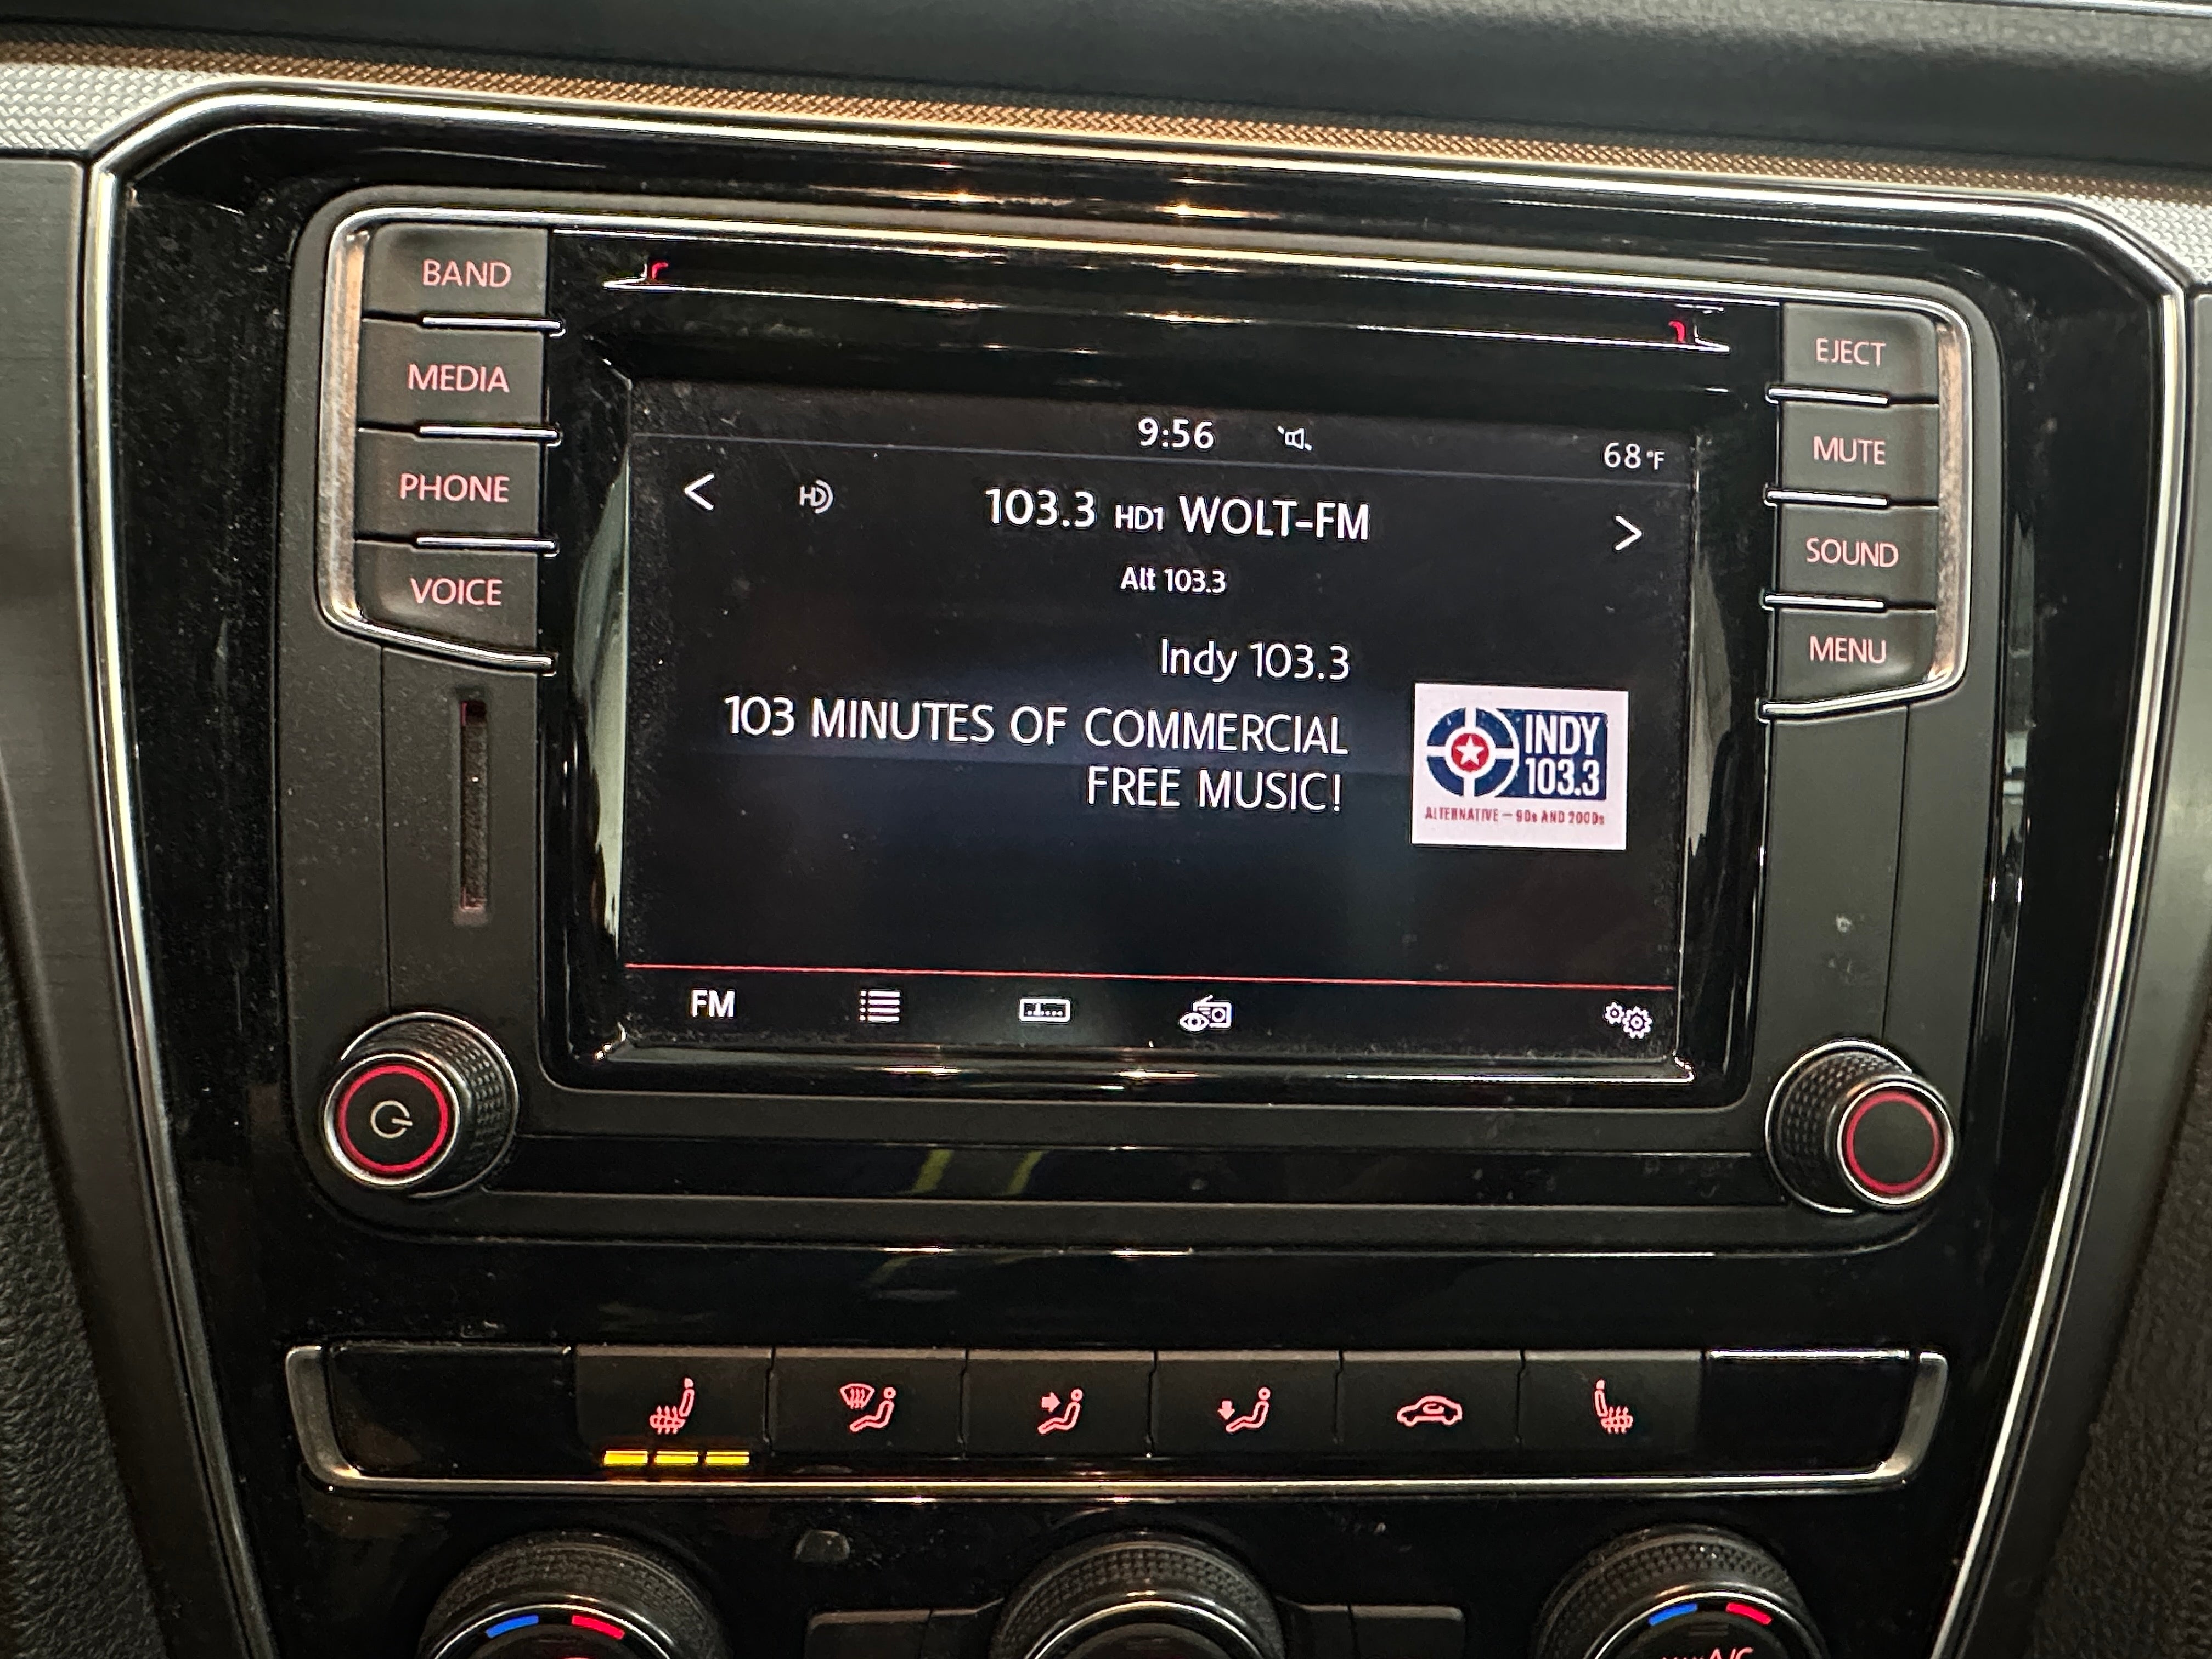 BAND
MEDIA
PHONE
VOICE
EJECT
MUTE
SOUND
MENU
9:56
68°F
< HD 103.3 HD1 WOLT-FM >
Alt 103.3
Indy 103.3
103 MINUTES OF COMMERCIAL
FREE MUSIC!
INDY
103.3
ALTERNATIVE — 90s AND 2000s
FM
A/C